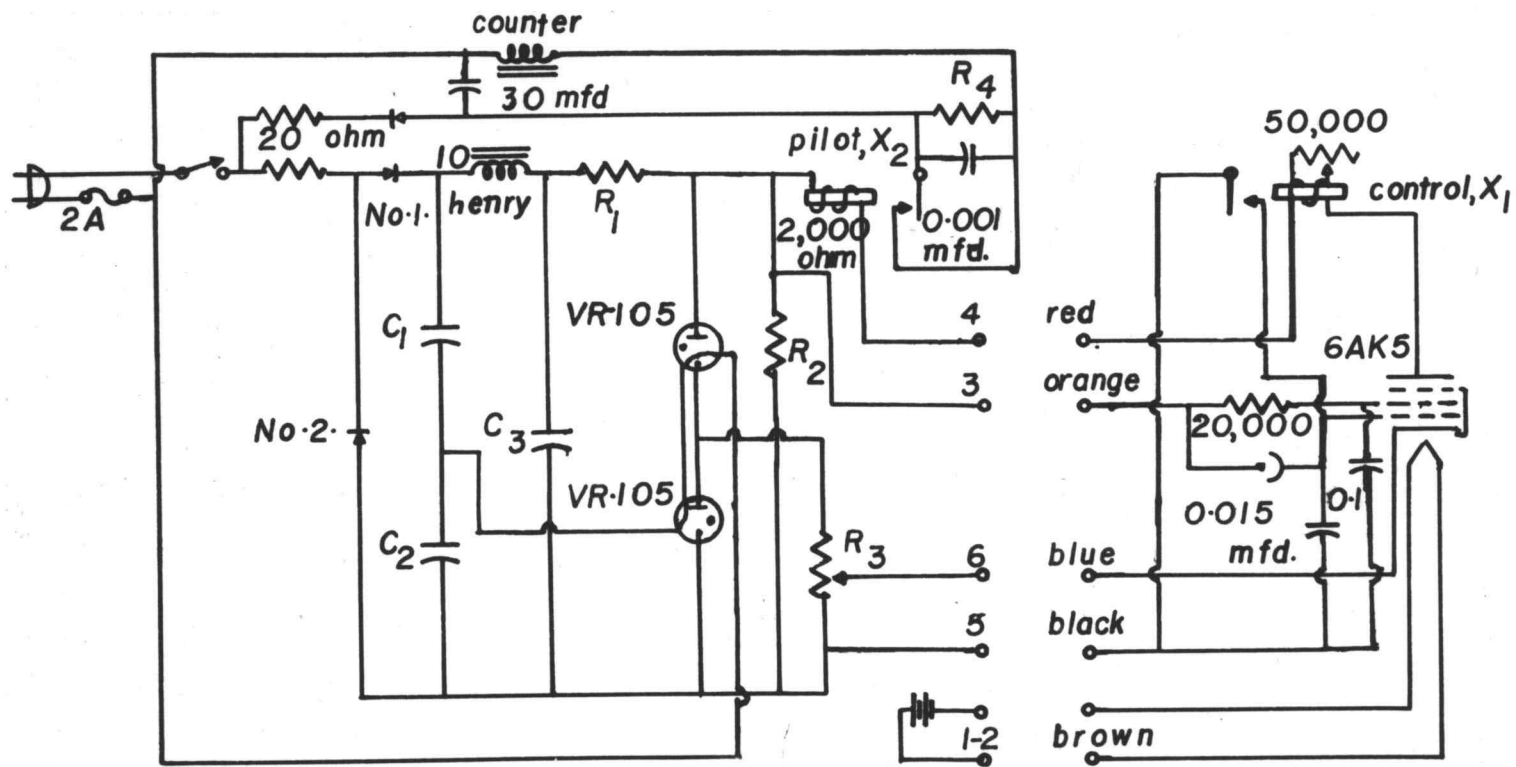 counter
30 mfd
R4
20 ohm
pilot, X2
50,000
10
henry
2A
No.1.
R1
2,000
ohm
0.001
mfd.
control, X1
C1
VR-105
R2
4
red
6AK5
3
orange
No.2.
C3
20,000
VR.105
0.015
mfd.
0.1
C2
R3
6
blue
5
black
1-2
brown